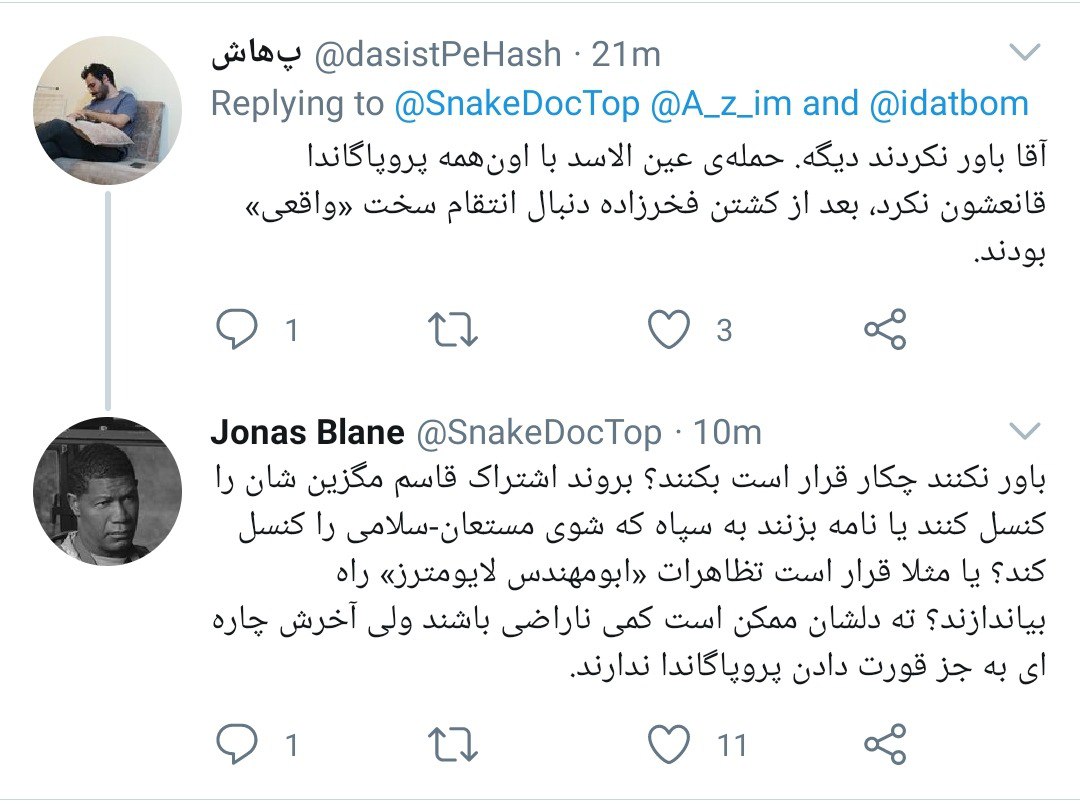 پ‌هاش @dasistPeHash · 21m
Replying to @SnakeDocTop @A_z_im and @idatbom
آقا باور نکردند دیگه. حمله‌ی عین الاسد با اون‌همه پروپاگاندا
قانعشون نکرد، بعد از کشتن فخرزاده دنبال انتقام سخت «واقعی»
بودند.
1 3
Jonas Blane @SnakeDocTop · 10m
باور نکنند چکار قرار است بکنند؟ بروند اشتراک قاسم مگزین شان را
کنسل کنند یا نامه بزنند به سپاه که شوی مستعان-سلامی را کنسل
کند؟ یا مثلا قرار است تظاهرات «ابومهندس لایومترز» راه
بیاندازند؟ ته دلشان ممکن است کمی ناراضی باشند ولی آخرش چاره
ای به جز قورت دادن پروپاگاندا ندارند.
1 11